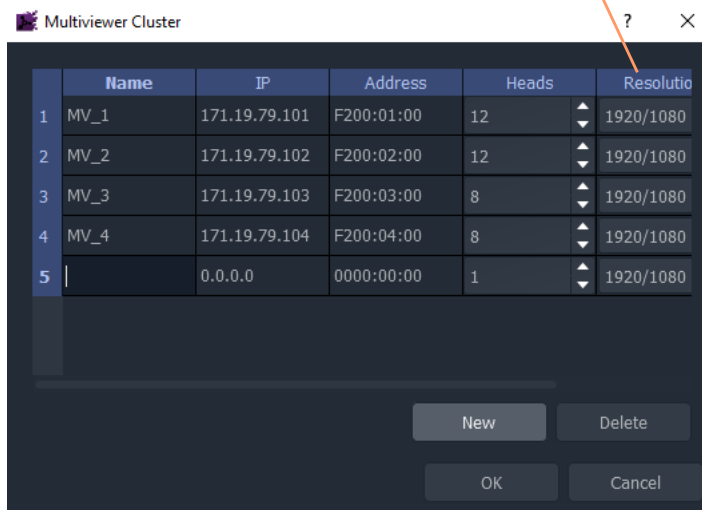 Multiviewer Cluster ?
Name IP Address Heads Resolutio
1 MV_1 171.19.79.101 F200:01:00 12 1920/1080
2 MV_2 171.19.79.102 F200:02:00 12 1920/1080
3 MV_3 171.19.79.103 F200:03:00 8 1920/1080
4 MV_4 171.19.79.104 F200:04:00 8 1920/1080
5 0.0.0.0 0000:00:00 1 1920/1080
New Delete
OK Cancel